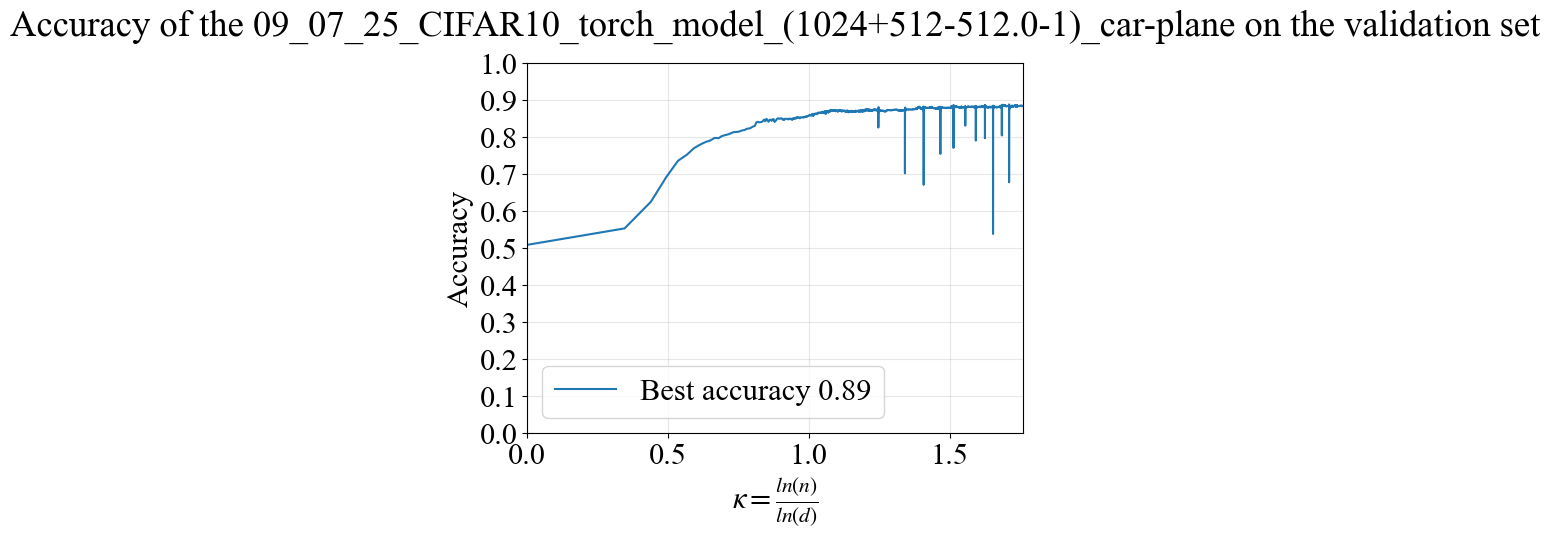 Accuracy of the 09_07_25_CIFAR10_torch_model_(1024+512-512.0-1)_car-plane on the validation set
1.0
0.9
0.8
0.7
0.6
0.5
0.4
0.3
0.2
0.1
0.0
Accuracy
Best accuracy 0.89
0.0 0.5 1.0 1.5
κ = ln(n) / ln(d)